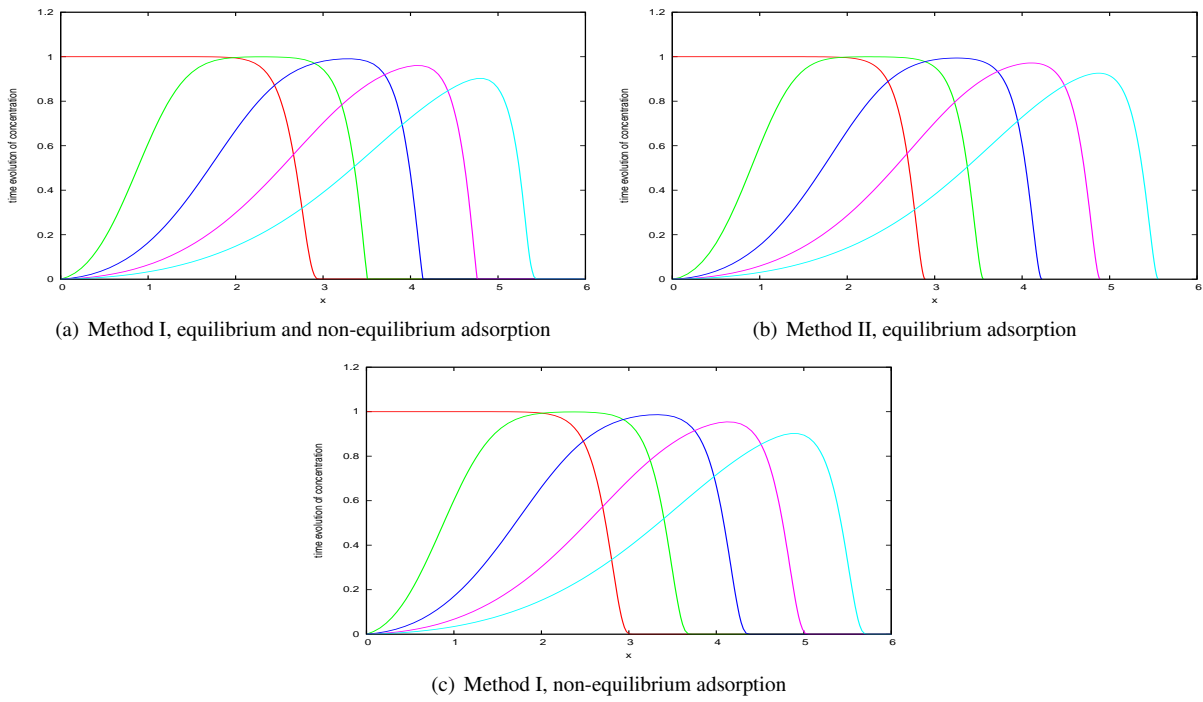 1.2
1
0.8
0.6
0.4
0.2
0
time evolution of concentration
0 1 2 3 4 5 6
x
(a) Method I, equilibrium and non-equilibrium adsorption
1.2
1
0.8
0.6
0.4
0.2
0
time evolution of concentration
0 1 2 3 4 5 6
x
(b) Method II, equilibrium adsorption
1.2
1
0.8
0.6
0.4
0.2
0
time evolution of concentration
0 1 2 3 4 5 6
x
(c) Method I, non-equilibrium adsorption